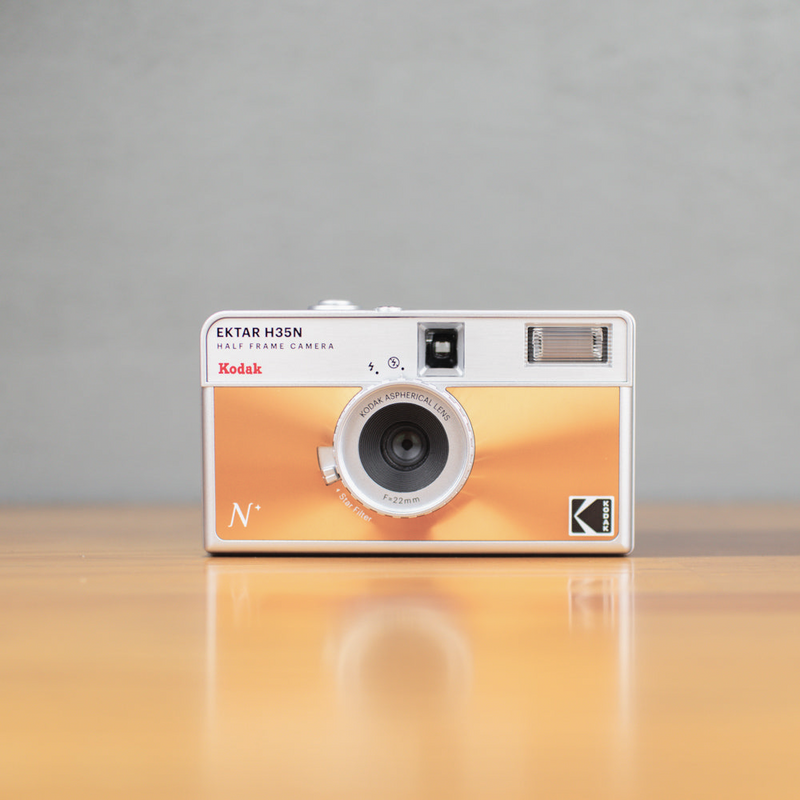 EKTAR H35N
HALF FRAME CAMERA
Kodak
KODAK ASPHERICAL LENS
F=22mm
Star Filter
N+
KODAK